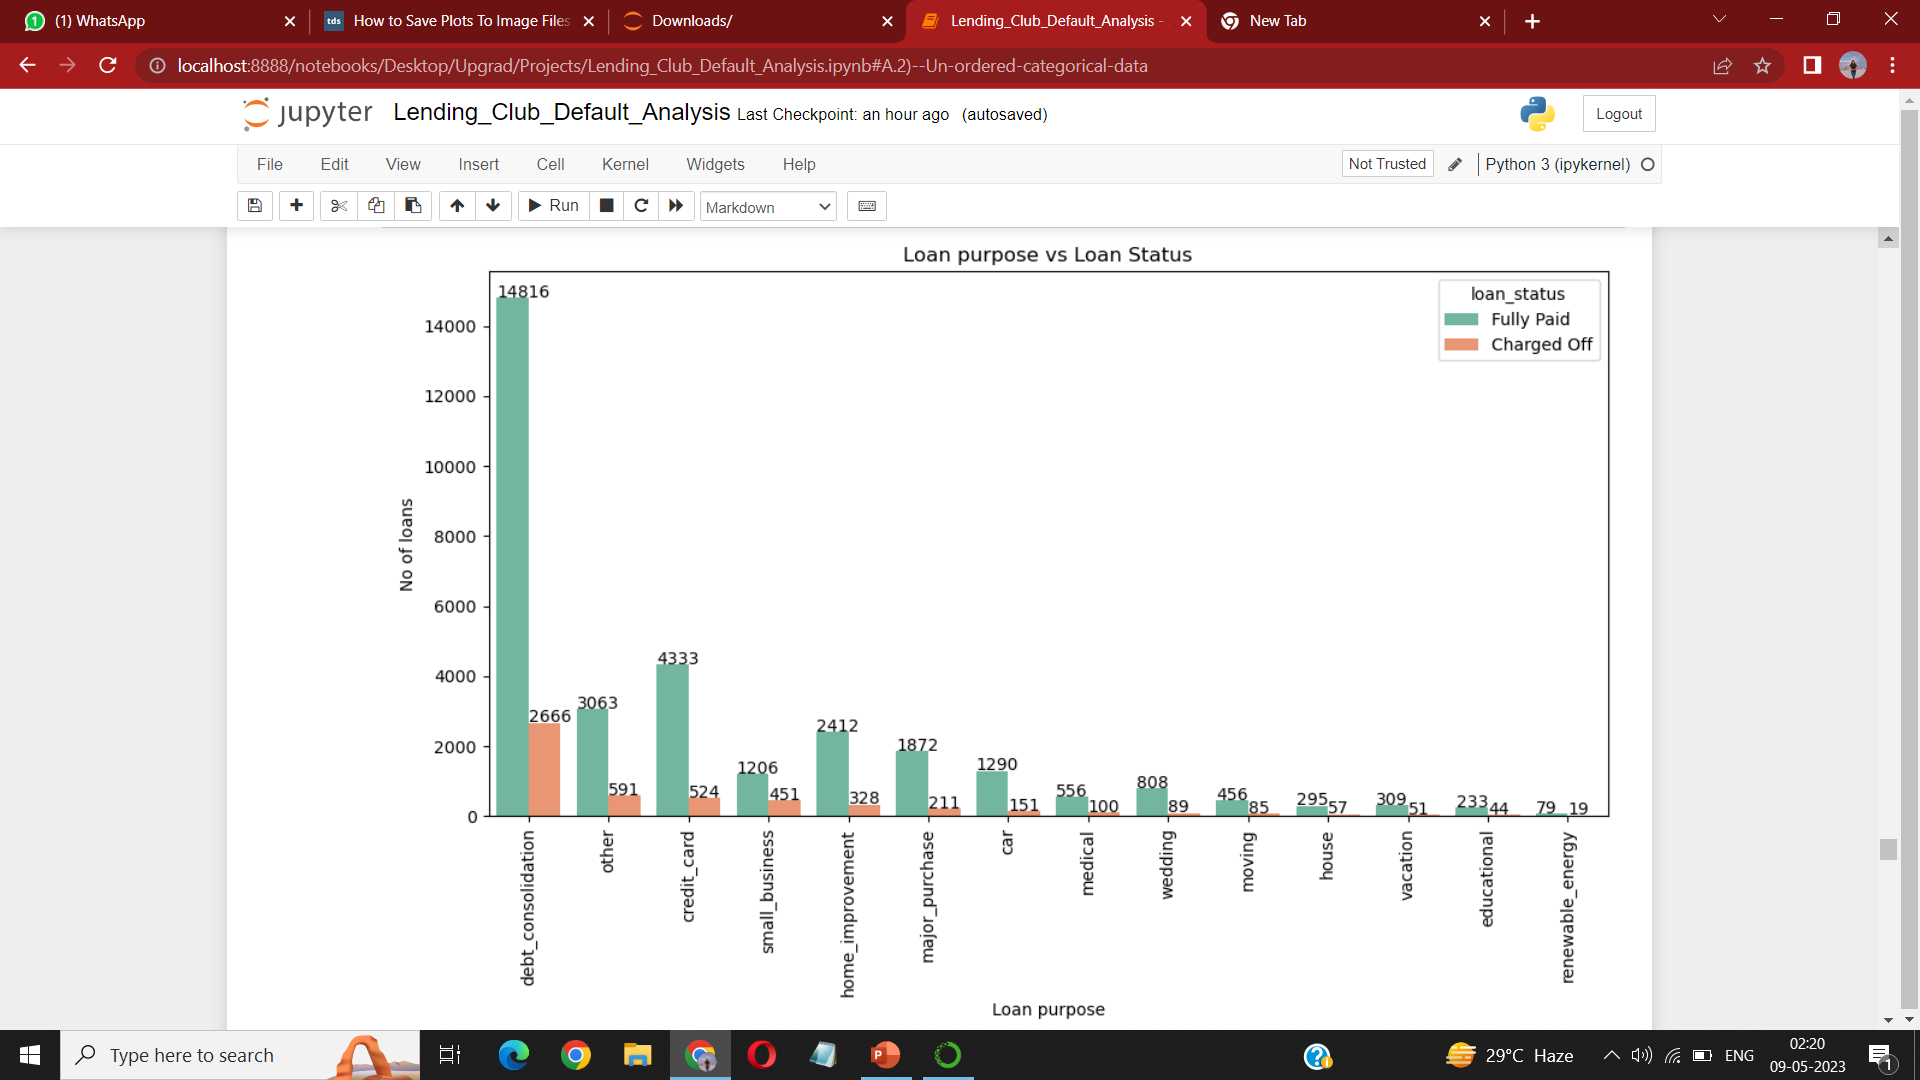 (1) WhatsApp
How to Save Plots To Image Files
Downloads/
Lending_Club_Default_Analysis -
New Tab
localhost:8888/notebooks/Desktop/Upgrad/Projects/Lending_Club_Default_Analysis.ipynb#A.2)--Un-ordered-categorical-data
jupyter Lending_Club_Default_Analysis Last Checkpoint: an hour ago (autosaved)
Logout
File Edit View Insert Cell Kernel Widgets Help
Not Trusted
Python 3 (ipykernel)
Run
Markdown
Loan purpose vs Loan Status
loan_status
Fully Paid
Charged Off
No of loans
14000
12000
10000
8000
6000
4000
2000
0
14816
2666
3063
591
4333
524
1206
451
2412
328
1872
211
1290
151
556
100
808
89
456
85
295
57
309
51
233
44
79
19
debt_consolidation
other
credit_card
small_business
home_improvement
major_purchase
car
medical
wedding
moving
house
vacation
educational
renewable_energy
Loan purpose
Type here to search
29°C Haze
ENG
02:20
09-05-2023
1